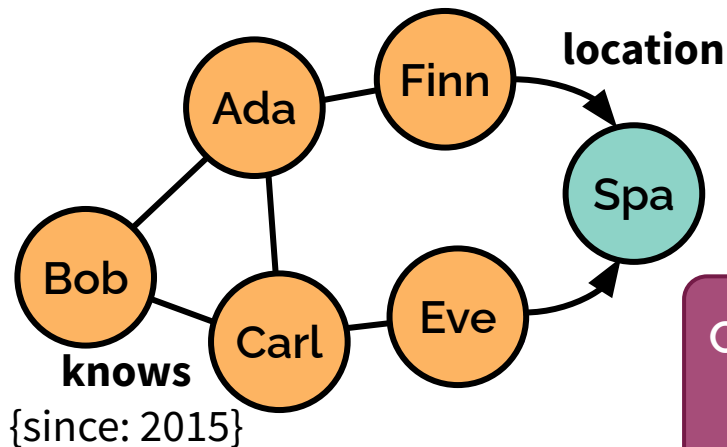 location
Finn
Ada
Spa
Bob
Eve
Carl
knows
{since: 2015}